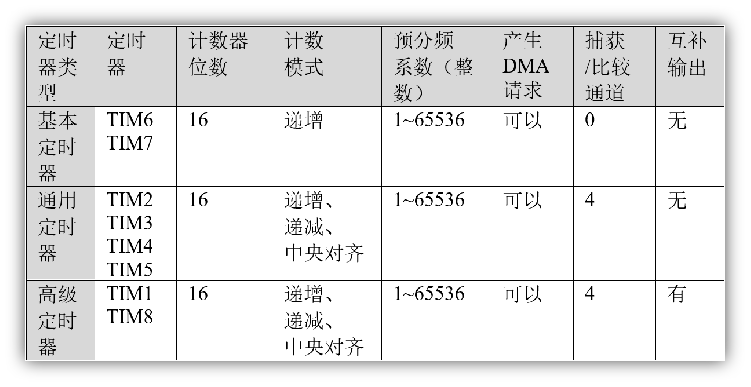 定时器类型 定时器 计数器位数 计数模式 预分频系数（整数） 产生DMA请求 捕获/比较通道 互补输出
基本定时器 TIM6 TIM7 16 递增 1~65536 可以 0 无
通用定时器 TIM2 TIM3 TIM4 TIM5 16 递增、递减、中央对齐 1~65536 可以 4 无
高级定时器 TIM1 TIM8 16 递增、递减、中央对齐 1~65536 可以 4 有